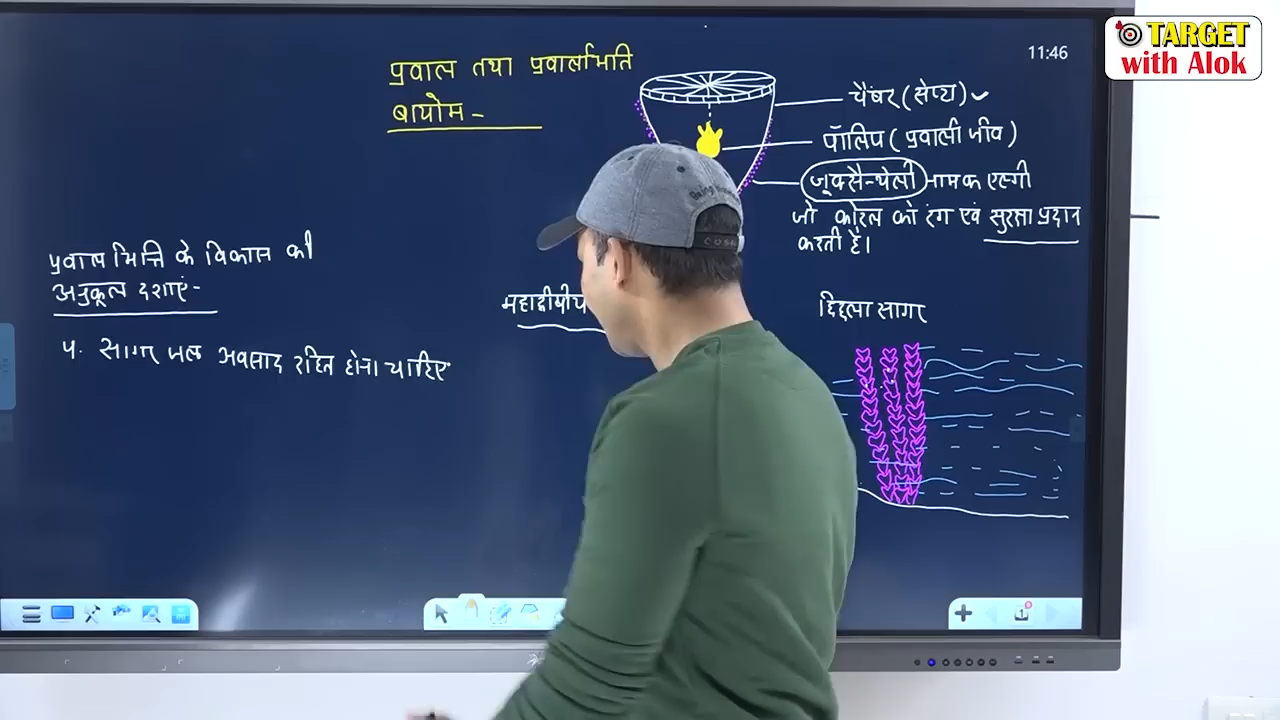 TARGET
with Alok
11:46
प्रवाल तथा प्रवालभित्ति
बायोम-
चैंबर (सेप्टा)
पॉलिप (प्रवाली जीव)
जूक्सैन्थेली नामक एल्गी
जो कोरल को रंग एवं सुरक्षा प्रदान
करती है।
प्रवाल भित्ति के विकास की
अनुकूल दशाएं-
सागर जल अवसाद रहित होना चाहिए
महाद्वीपीय
छिछला सागर